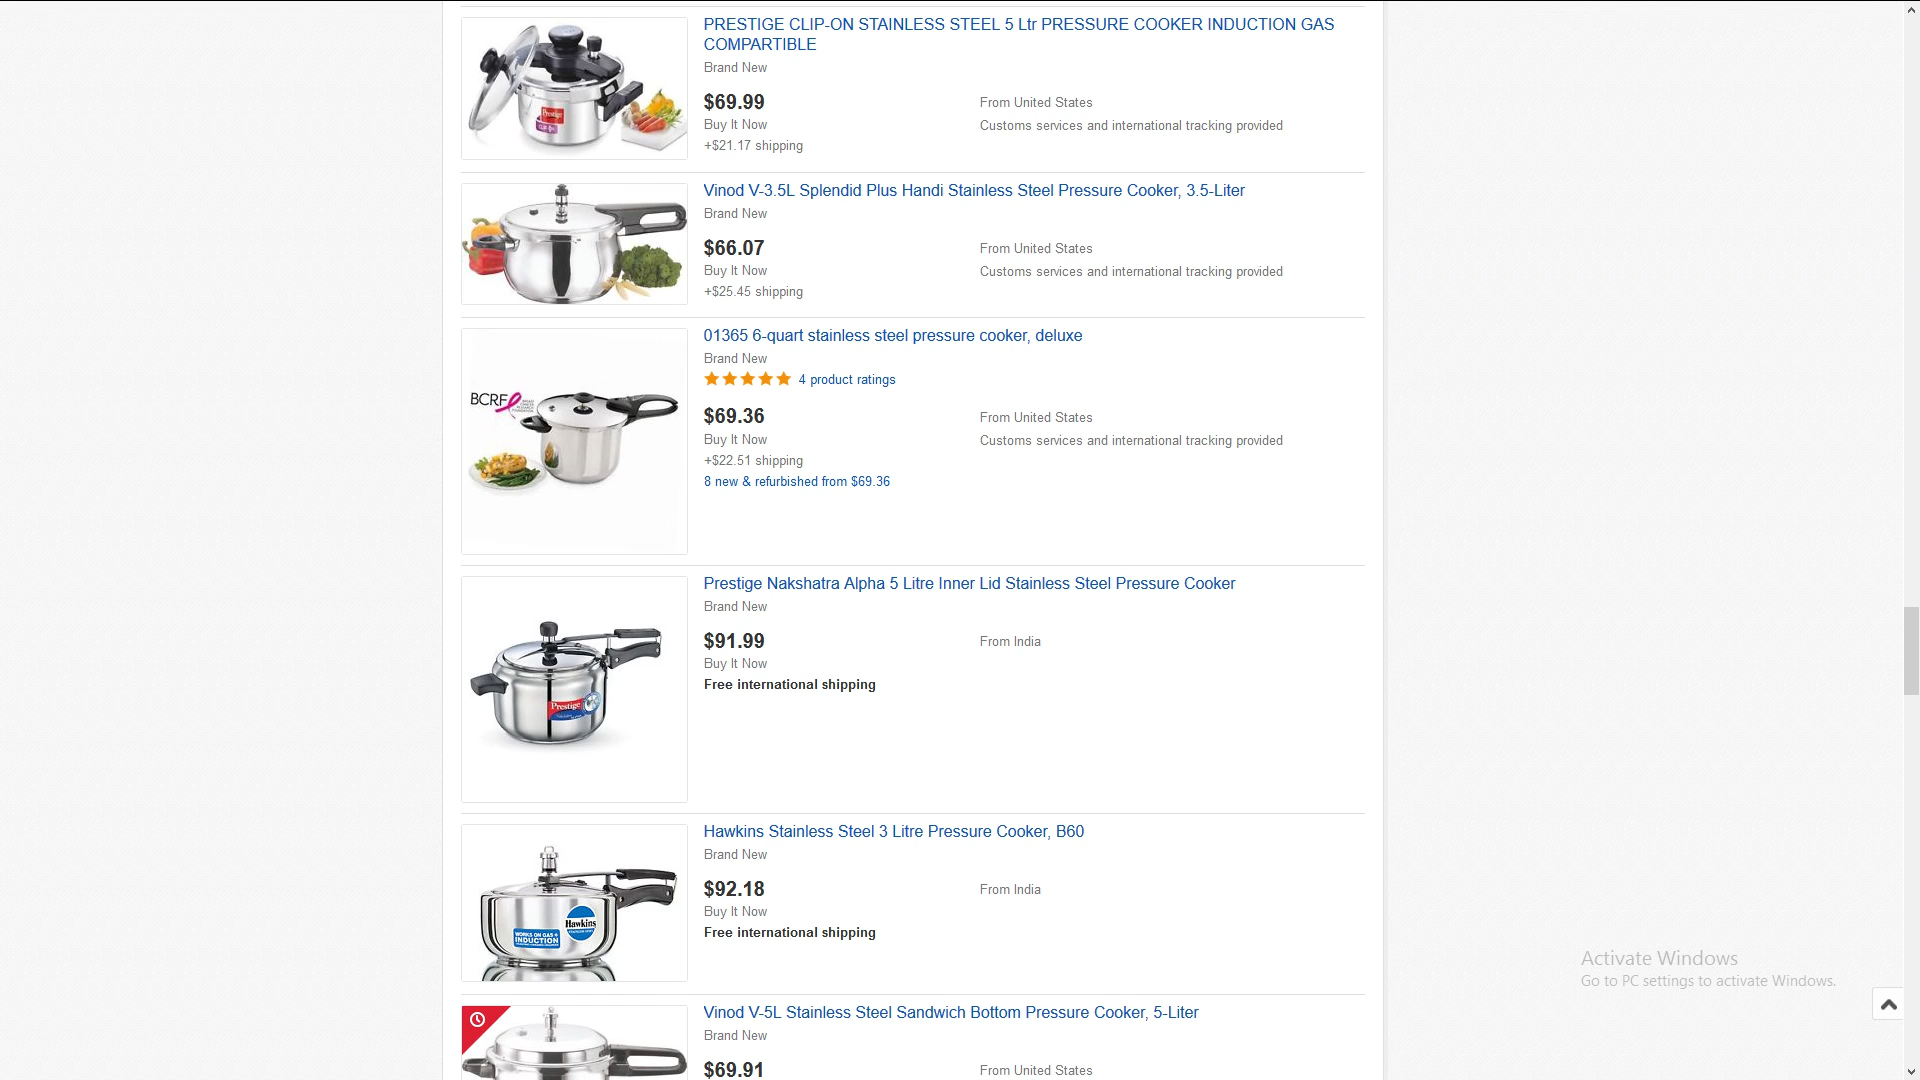 PRESTIGE CLIP-ON STAINLESS STEEL 5 Ltr PRESSURE COOKER INDUCTION GAS
COMPARTIBLE
Brand New
$69.99
From United States
Buy It Now
Customs services and international tracking provided
+$21.17 shipping
Prestige
CLIP-ON
Vinod V-3.5L Splendid Plus Handi Stainless Steel Pressure Cooker, 3.5-Liter
Brand New
$66.07
From United States
Buy It Now
Customs services and international tracking provided
+$25.45 shipping
01365 6-quart stainless steel pressure cooker, deluxe
Brand New
4 product ratings
BCRF
$69.36
From United States
Buy It Now
Customs services and international tracking provided
+$22.51 shipping
8 new & refurbished from $69.36
Prestige Nakshatra Alpha 5 Litre Inner Lid Stainless Steel Pressure Cooker
Brand New
$91.99
From India
Buy It Now
Free international shipping
Prestige
Hawkins Stainless Steel 3 Litre Pressure Cooker, B60
Brand New
$92.18
From India
Buy It Now
Free international shipping
Hawkins
WORKS ON GAS +
INDUCTION
Activate Windows
Go to PC settings to activate Windows.
Vinod V-5L Stainless Steel Sandwich Bottom Pressure Cooker, 5-Liter
Brand New
$69.91
From United States